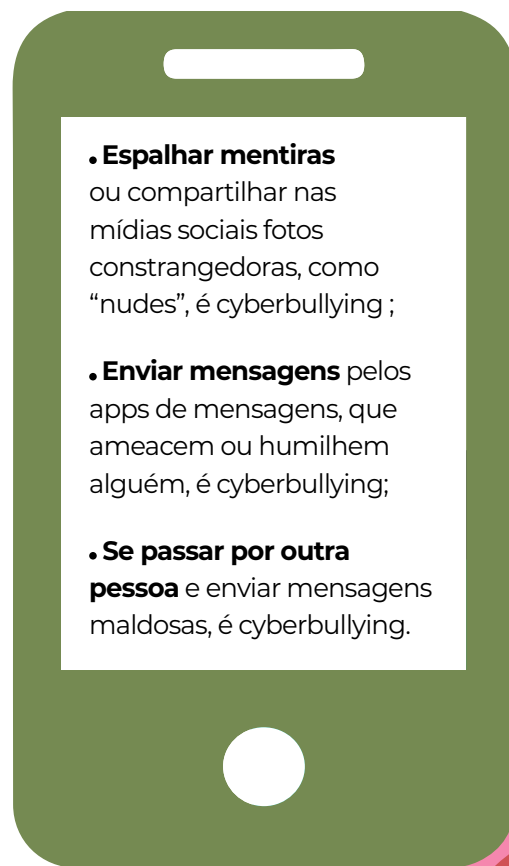 • Espalhar mentiras
ou compartilhar nas
mídias sociais fotos
constrangedoras, como
“nudes”, é cyberbullying ;
• Enviar mensagens pelos
apps de mensagens, que
ameacem ou humilhem
alguém, é cyberbullying;
• Se passar por outra
pessoa e enviar mensagens
maldosas, é cyberbullying.